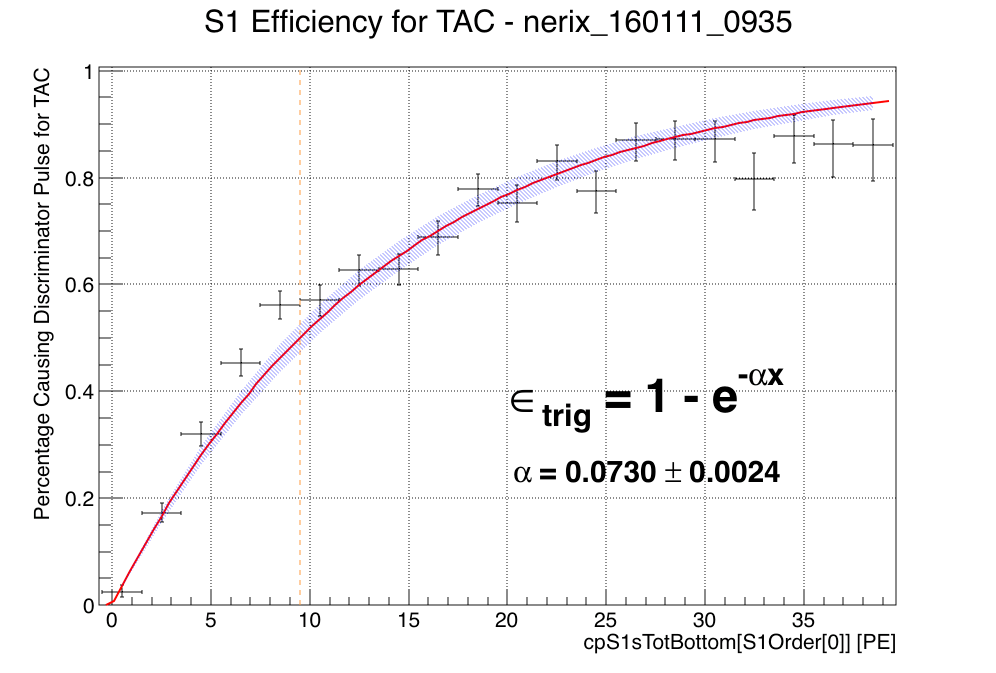 S1 Efficiency for TAC - nerix_160111_0935
Percentage Causing Discriminator Pulse for TAC
1
0.8
0.6
0.4
0.2
0
ϵtrig = 1 - e^-αx
α = 0.0730 ± 0.0024
0 5 10 15 20 25 30 35
cpS1sTotBottom[S1Order[0]] [PE]